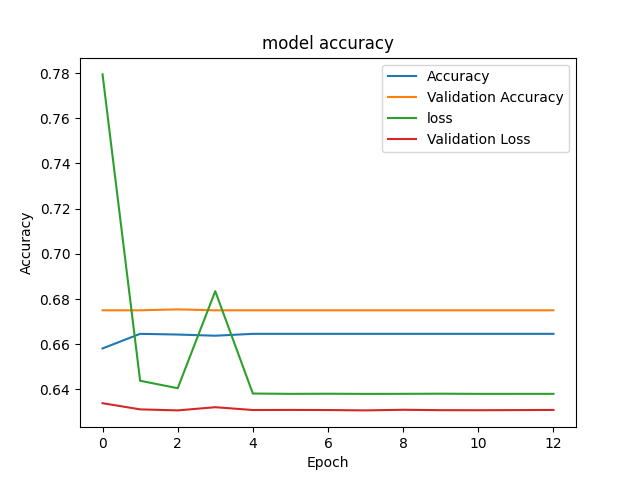 model accuracy
Accuracy
Validation Accuracy
loss
Validation Loss
0.78
0.76
0.74
0.72
0.70
0.68
0.66
0.64
Accuracy
0 2 4 6 8 10 12
Epoch